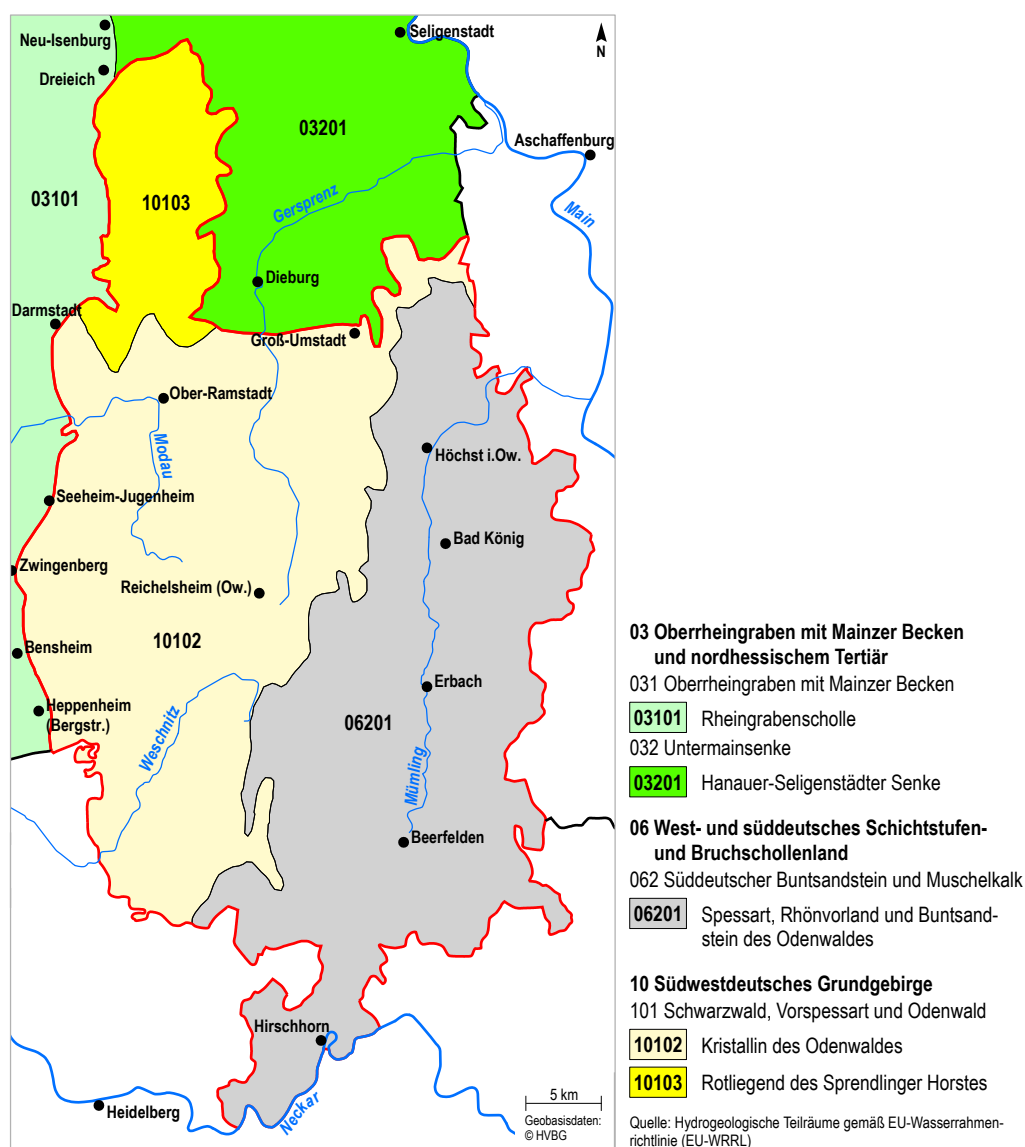 Neu-Isenburg
Seligenstadt
N
Dreieich
03201
Aschaffenburg
03101
10103
Gersprenz
Main
Dieburg
Darmstadt
Groß-Umstadt
Ober-Ramstadt
Modau
Höchst i.Ow.
Seeheim-Jugenheim
Bad König
Zwingenberg
Reichelsheim (Ow.)
10102
Bensheim
Erbach
Heppenheim
(Bergstr.)
06201
Weschnitz
Mümling
Beerfelden
Hirschhorn
Neckar
Heidelberg
5 km
Geobasisdaten:
© HVBG
03 Oberrheingraben mit Mainzer Becken
und nordhessischem Tertiär
031 Oberrheingraben mit Mainzer Becken
03101 Rheingrabenscholle
032 Untermainsenke
03201 Hanauer-Seligenstädter Senke
06 West- und süddeutsches Schichtstufen-
und Bruchschollenland
062 Süddeutscher Buntsandstein und Muschelkalk
06201 Spessart, Rhönvorland und Buntsand-
stein des Odenwaldes
10 Südwestdeutsches Grundgebirge
101 Schwarzwald, Vorspessart und Odenwald
10102 Kristallin des Odenwaldes
10103 Rotliegend des Sprendlinger Horstes
Quelle: Hydrogeologische Teilräume gemäß EU-Wasserrahmen-
richtlinie (EU-WRRL)